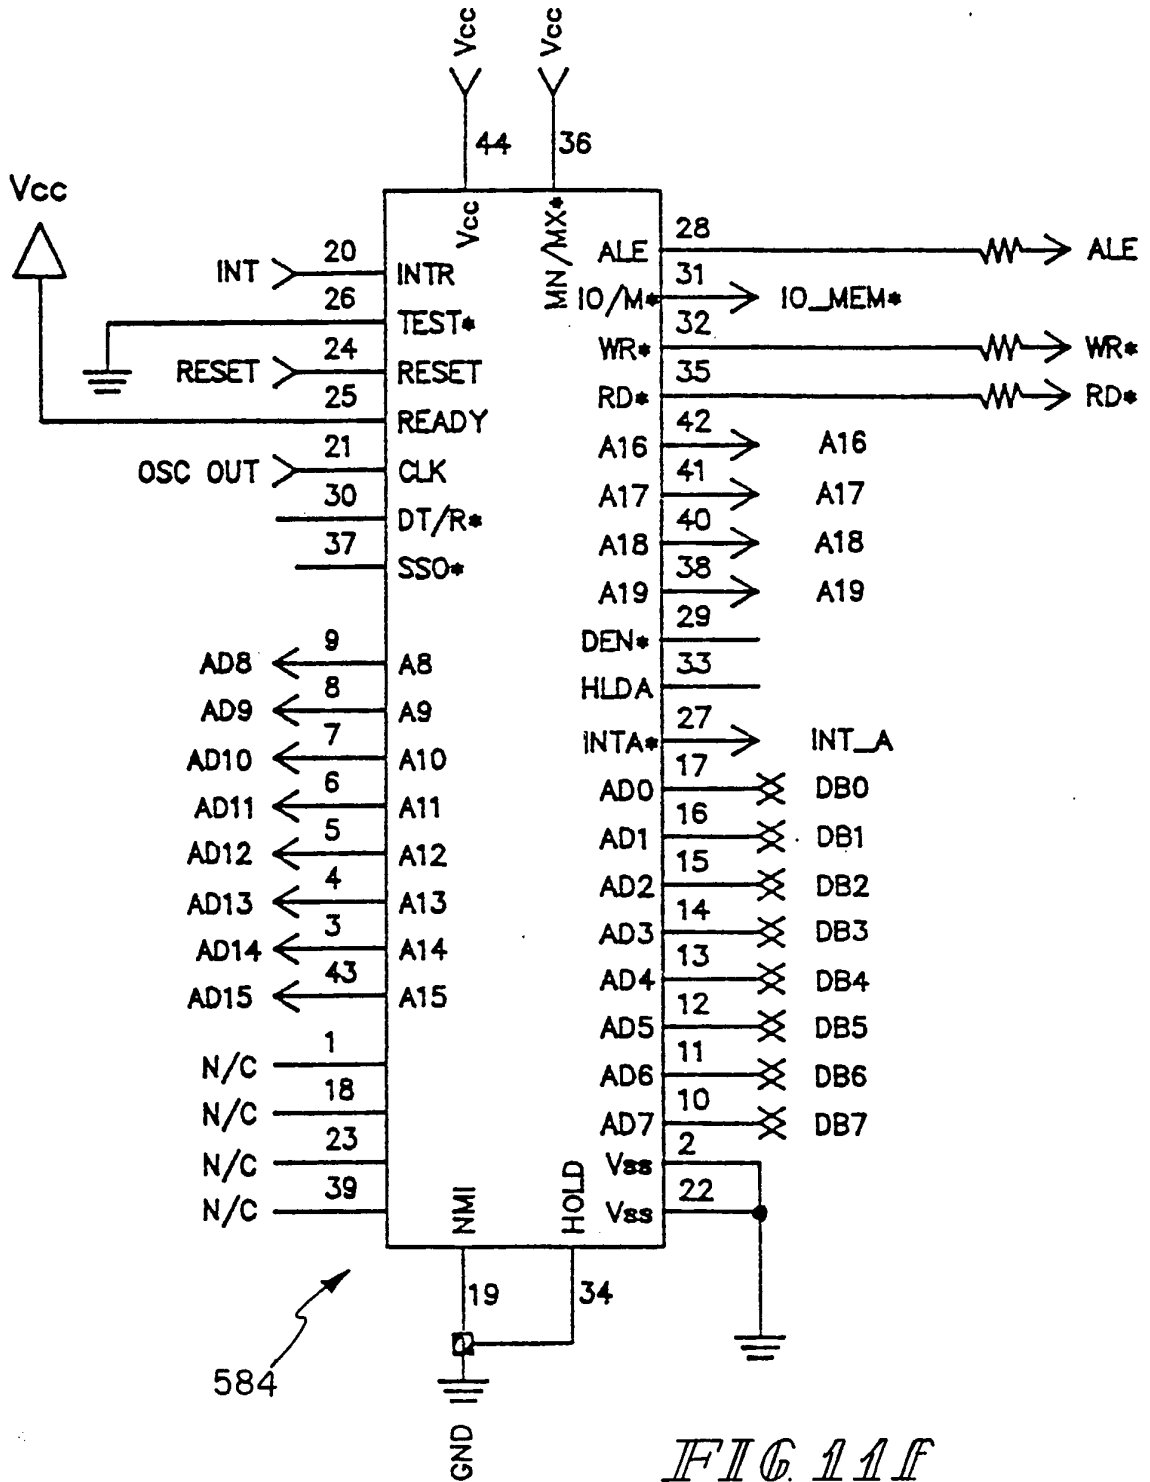 Vcc Vcc
44 36
Vcc
Vcc MN/MX*
INT 20 INTR
26 TEST*
RESET 24 RESET
25 READY
OSC OUT 21 CLK
30 DT/R*
37 SSO*
AD8 9 A8
AD9 8 A9
AD10 7 A10
AD11 6 A11
AD12 5 A12
AD13 4 A13
AD14 3 A14
AD15 43 A15
N/C 1
N/C 18
N/C 23
N/C 39
ALE 28 ALE
IO/M* 31 IO_MEM*
WR* 32 WR*
RD* 35 RD*
A16 42 A16
A17 41 A17
A18 40 A18
A19 38 A19
DEN* 29
HLDA 33
INTA* 27 INT_A
AD0 17 DB0
AD1 16 DB1
AD2 15 DB2
AD3 14 DB3
AD4 13 DB4
AD5 12 DB5
AD6 11 DB6
AD7 10 DB7
Vss 2
Vss 22
NMI HOLD
19 34
584
GND
FIG. 11f